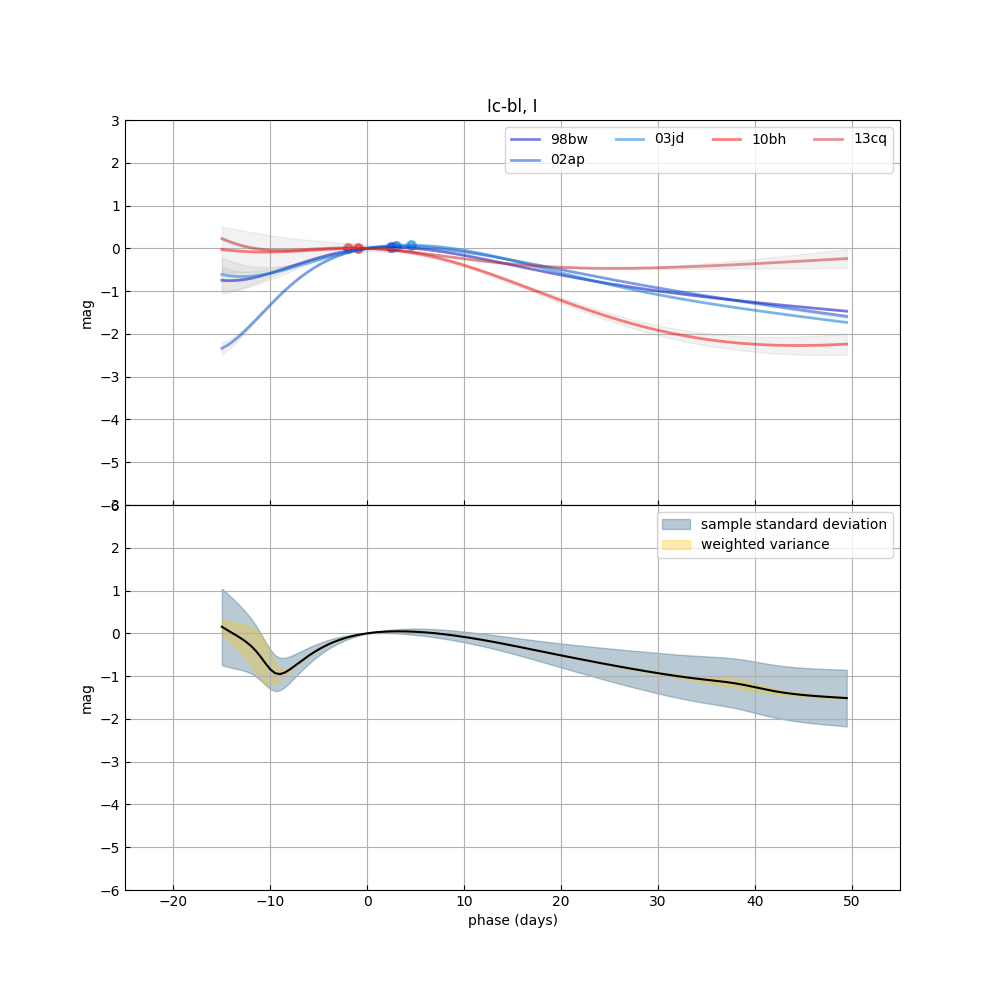 Ic-bl, I
3
2
1
0
−1
−2
−3
−4
−5
−6
mag
98bw 03jd 10bh 13cq
02ap
3
2
1
0
−1
−2
−3
−4
−5
−6
mag
sample standard deviation
weighted variance
−20 −10 0 10 20 30 40 50
phase (days)